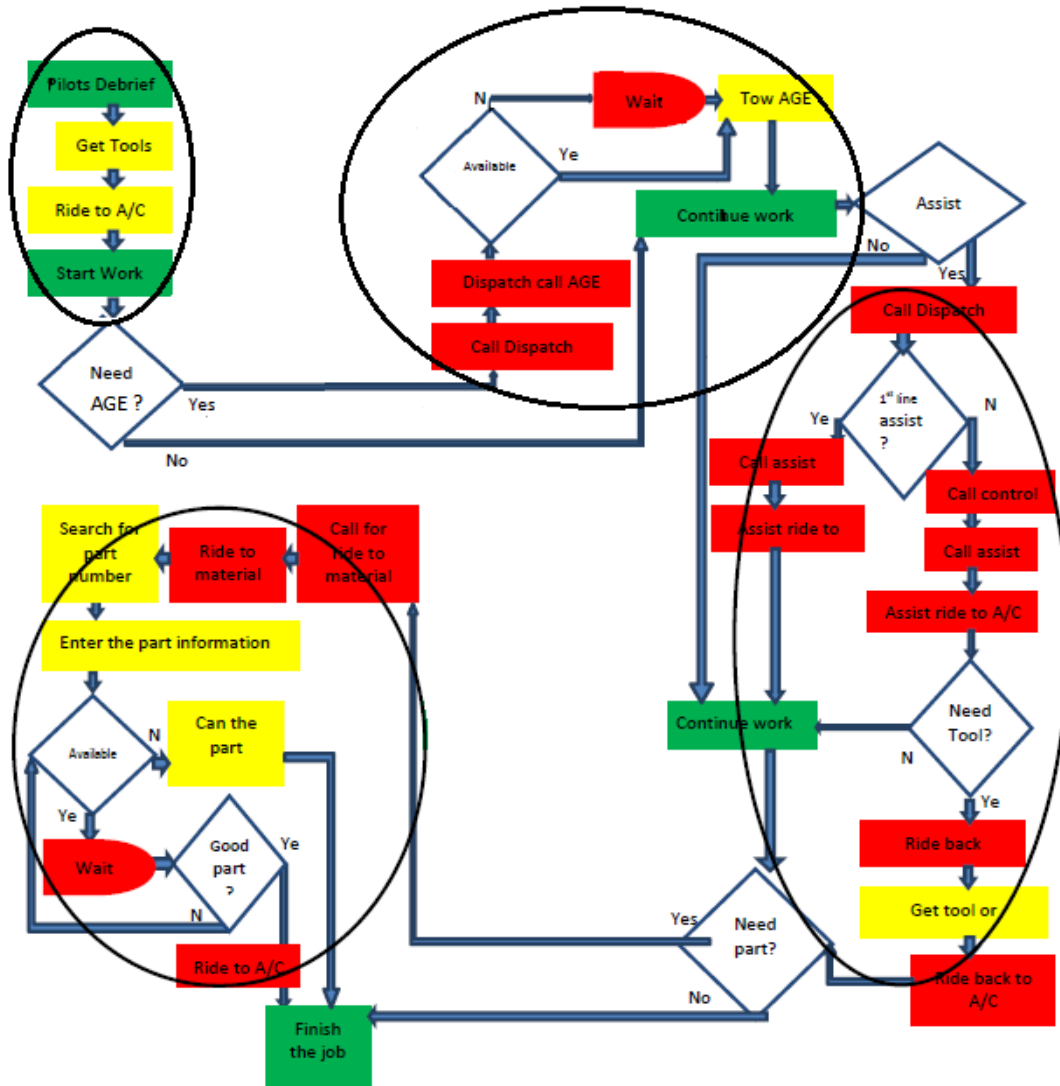 Pilots Debrief
Get Tools
Ride to A/C
Start Work
Need
AGE ?
Yes
No
N
Wait
Tow AGE
Available
Ye
Continue work
Dispatch call AGE
Call Dispatch
Assist
No
Yes
Call Dispatch
1st line
assist
?
Ye
N
Call assist
Assist ride to
Call control
Call assist
Assist ride to A/C
Need
Tool?
N
Ye
Continue work
Ride back
Get tool or
Ride back to
A/C
Need
part?
Yes
No
Call for
ride to
material
Ride to
material
Search for
part
number
Enter the part information
Available
N
Can the
part
Ye
Wait
Good
part
?
Ye
N
Ride to A/C
Finish
the job